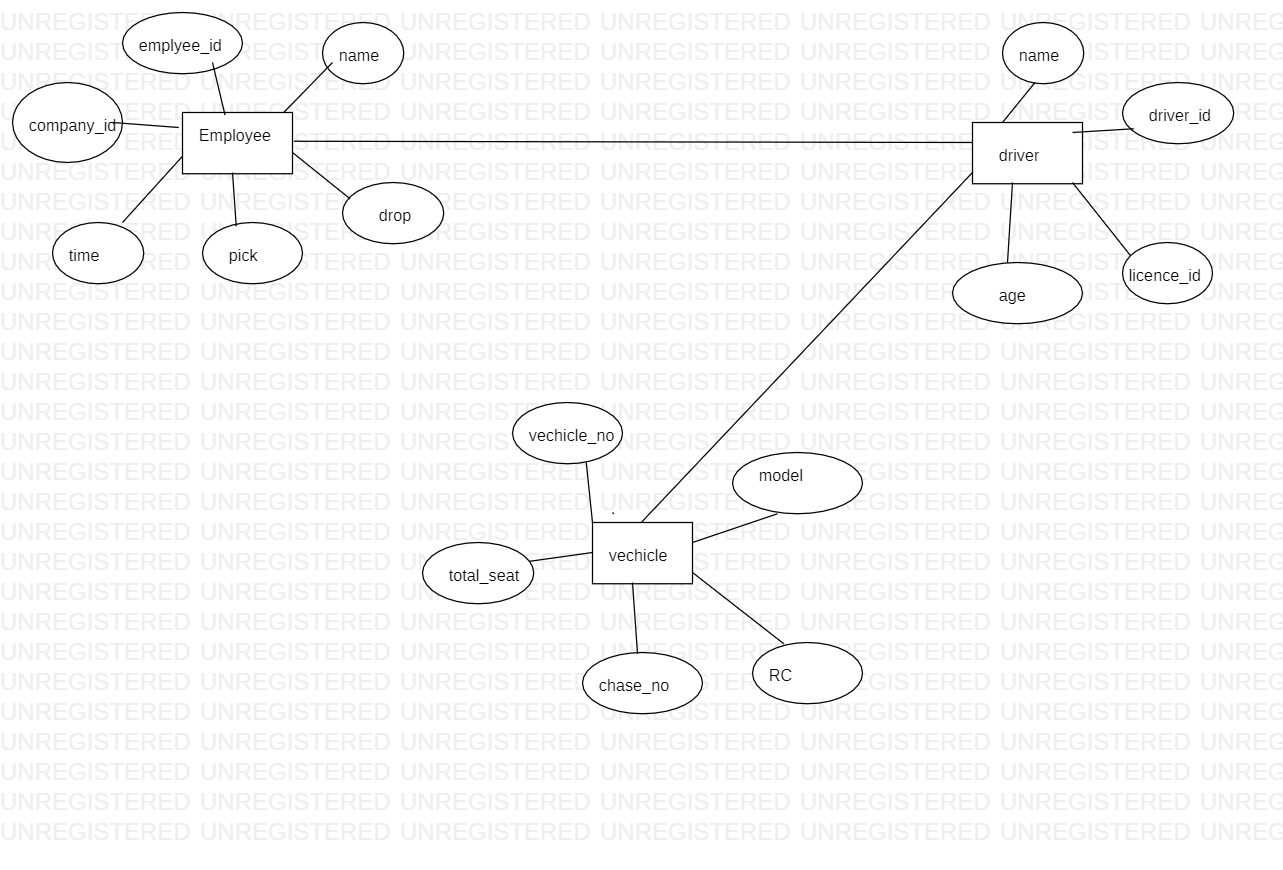 emplyee_id
name
company_id
Employee
time
pick
drop
name
driver_id
driver
age
licence_id
vechicle_no
model
vechicle
total_seat
chase_no
RC
UNREGISTERED